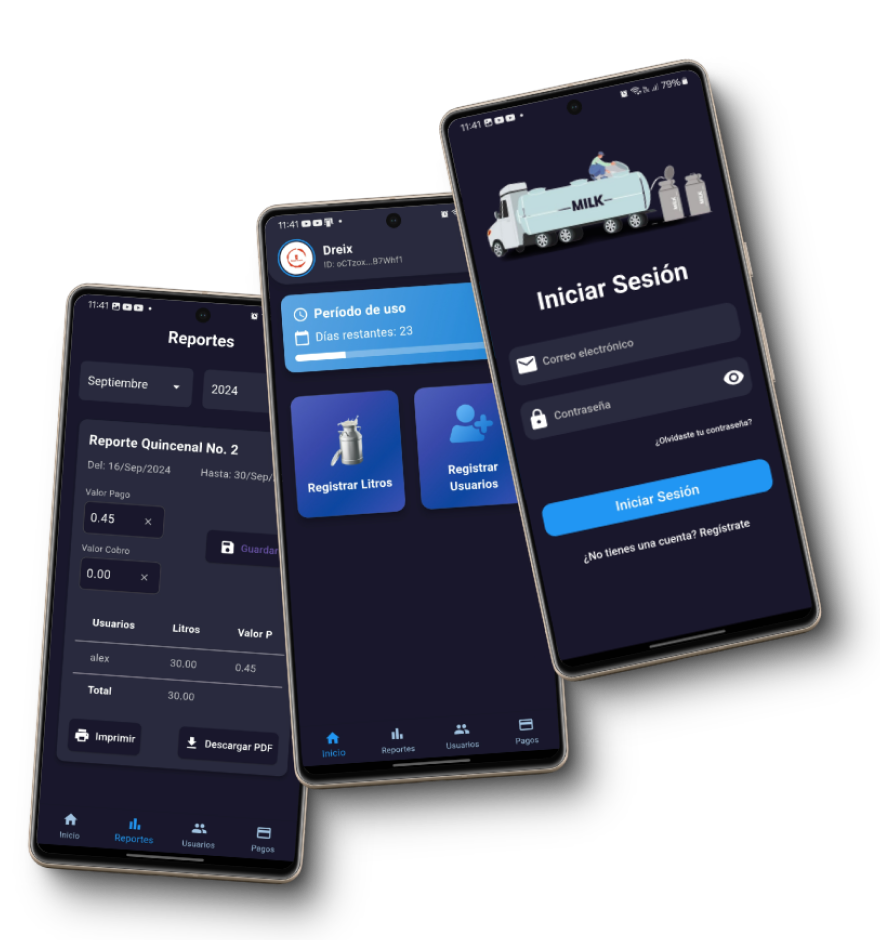 11:41
Reportes
Septiembre
2024
Reporte Quincenal No. 2
Del: 16/Sep/2024
Hasta: 30/Sep/
Valor Pago
0.45 ×
Guardar
Valor Cobro
0.00 ×
Usuarios Litros Valor P
alex 30.00 0.45
Total 30.00
Imprimir
Descargar PDF
Inicio Reportes Usuarios Pagos
11:41
Dreix
ID: oCTzox...B7Whf1
Período de uso
Días restantes: 23
Registrar Litros
Registrar
Usuarios
Inicio Reportes Usuarios Pagos
11:41
79%
MILK
Iniciar Sesión
Correo electrónico
Contraseña
¿Olvidaste tu contraseña?
Iniciar Sesión
¿No tienes una cuenta? Regístrate